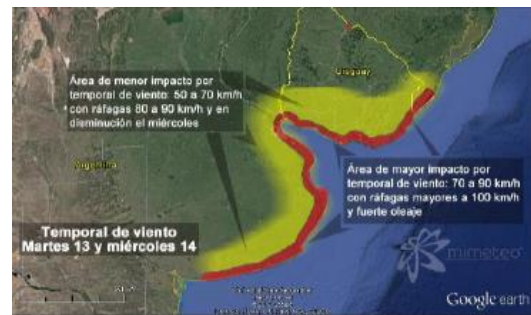 Área de menor impacto por
temporal de viento: 50 a 70 km/h
con ráfagas 80 a 90 km/h y en
disminución el miércoles
Uruguay
Argentina
Área de mayor impacto por
temporal de viento: 70 a 90 km/h
con ráfagas mayores a 100 km/h
y fuerte oleaje
Temporal de viento
Martes 13 y miércoles 14
mimeteo
Google earth